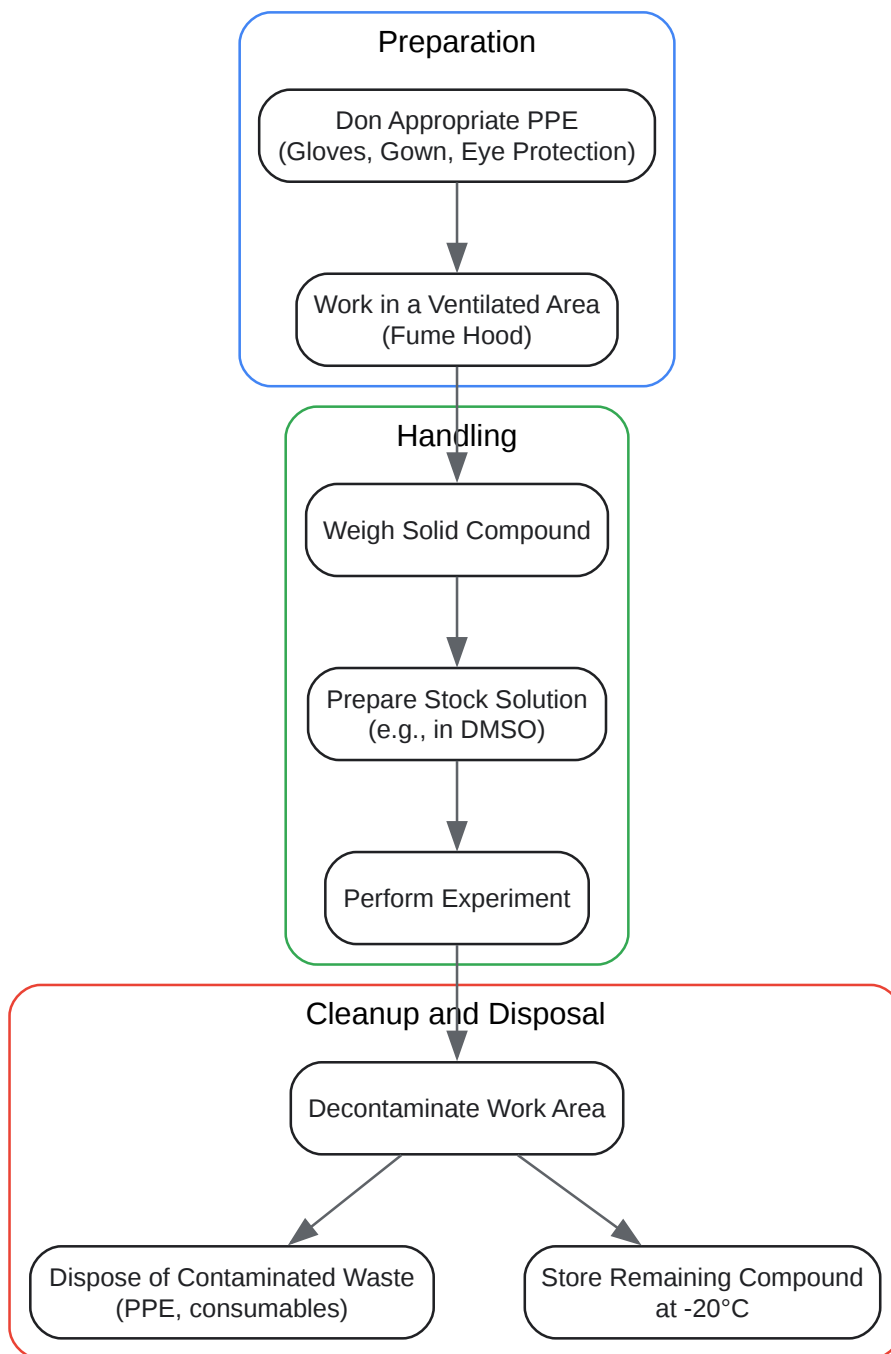 Preparation
Don Appropriate PPE
(Gloves, Gown, Eye Protection)
Work in a Ventilated Area
(Fume Hood)
Handling
Weigh Solid Compound
Prepare Stock Solution
(e.g., in DMSO)
Perform Experiment
Cleanup and Disposal
Decontaminate Work Area
Dispose of Contaminated Waste
(PPE, consumables)
Store Remaining Compound
at -20°C